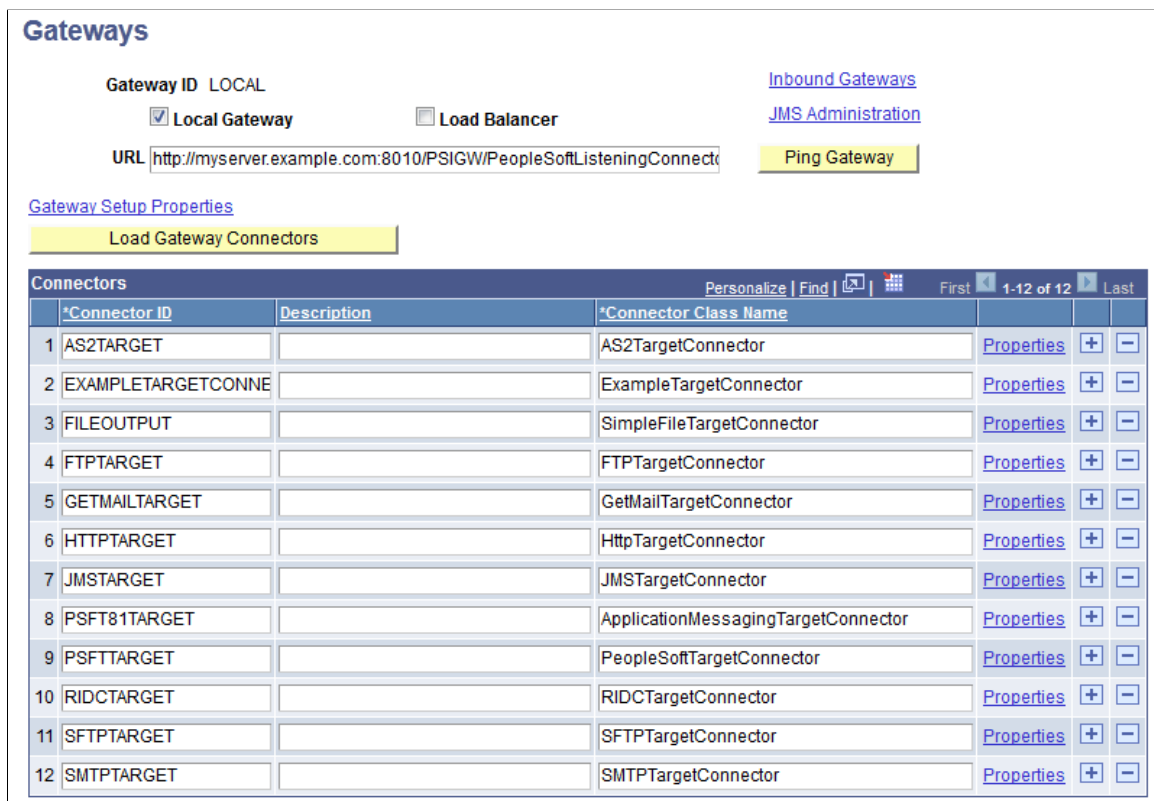 Gateways
Gateway ID LOCAL
Inbound Gateways
Local Gateway Load Balancer
JMS Administration
URL http://myserver.example.com:8010/PSIGW/PeopleSoftListeningConnecto
Ping Gateway
Gateway Setup Properties
Load Gateway Connectors
Connectors Personalize | Find | | First 1-12 of 12 Last
*Connector ID Description *Connector Class Name
1 AS2TARGET AS2TargetConnector Properties
2 EXAMPLETARGETCONNE ExampleTargetConnector Properties
3 FILEOUTPUT SimpleFileTargetConnector Properties
4 FTPTARGET FTPTargetConnector Properties
5 GETMAILTARGET GetMailTargetConnector Properties
6 HTTPTARGET HttpTargetConnector Properties
7 JMSTARGET JMSTargetConnector Properties
8 PSFT81TARGET ApplicationMessagingTargetConnector Properties
9 PSFTTARGET PeopleSoftTargetConnector Properties
10 RIDCTARGET RIDCTargetConnector Properties
11 SFTPTARGET SFTPTargetConnector Properties
12 SMTPTARGET SMTPTargetConnector Properties